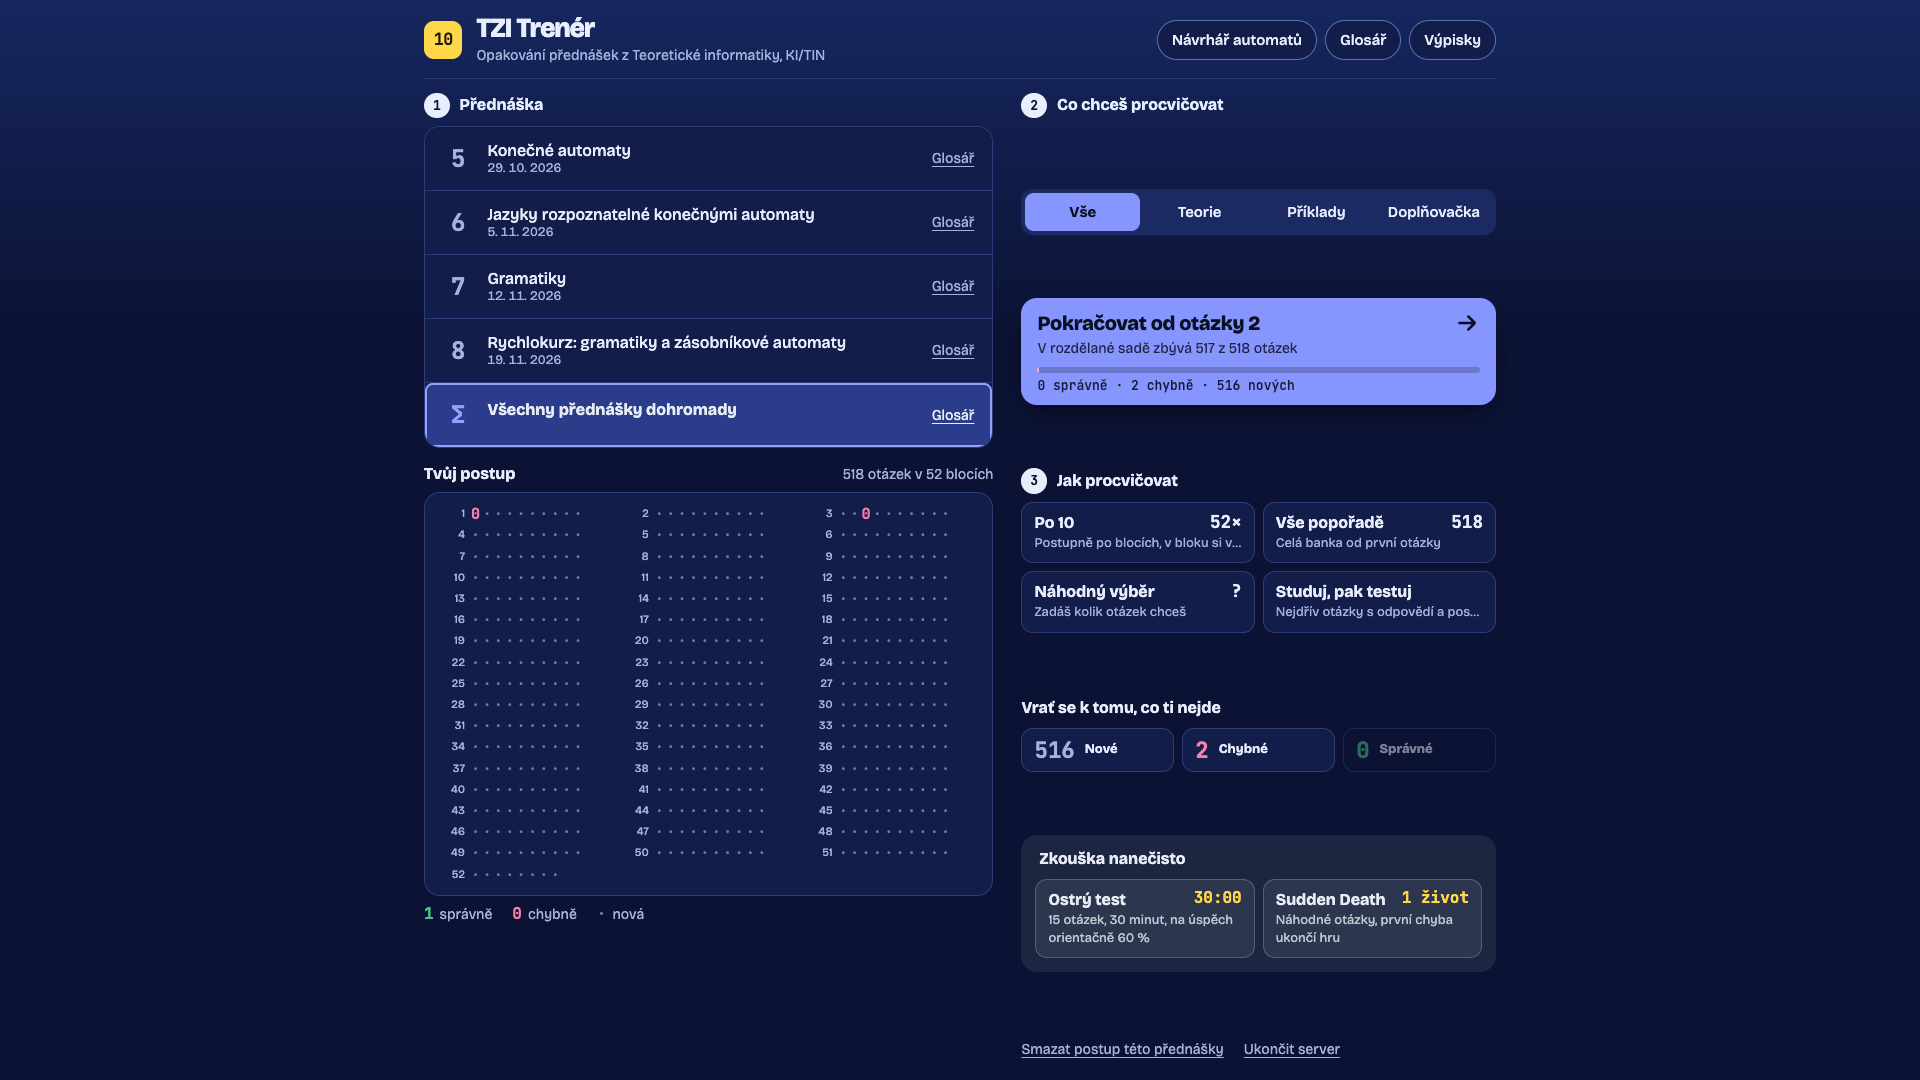 10
TZI Trenér
Opakování přednášek z Teoretické informatiky, KI/TIN
Návrhář automatů
Glosář
Výpisky
1 Přednáška
5 Konečné automaty
29. 10. 2026
Glosář
6 Jazyky rozpoznatelné konečnými automaty
5. 11. 2026
Glosář
7 Gramatiky
12. 11. 2026
Glosář
8 Rychlokurz: gramatiky a zásobníkové automaty
19. 11. 2026
Glosář
Σ Všechny přednášky dohromady
Glosář
Tvůj postup
518 otázek v 52 blocích
1 0 · · · · · · · · · 2 · · · · · · · · · · 3 · · 0 · · · · · · ·
4 · · · · · · · · · · 5 · · · · · · · · · · 6 · · · · · · · · · ·
7 · · · · · · · · · · 8 · · · · · · · · · · 9 · · · · · · · · · ·
10 · · · · · · · · · · 11 · · · · · · · · · · 12 · · · · · · · · · ·
13 · · · · · · · · · · 14 · · · · · · · · · · 15 · · · · · · · · · ·
16 · · · · · · · · · · 17 · · · · · · · · · · 18 · · · · · · · · · ·
19 · · · · · · · · · · 20 · · · · · · · · · · 21 · · · · · · · · · ·
22 · · · · · · · · · · 23 · · · · · · · · · · 24 · · · · · · · · · ·
25 · · · · · · · · · · 26 · · · · · · · · · · 27 · · · · · · · · · ·
28 · · · · · · · · · · 29 · · · · · · · · · · 30 · · · · · · · · · ·
31 · · · · · · · · · · 32 · · · · · · · · · · 33 · · · · · · · · · ·
34 · · · · · · · · · · 35 · · · · · · · · · · 36 · · · · · · · · · ·
37 · · · · · · · · · · 38 · · · · · · · · · · 39 · · · · · · · · · ·
40 · · · · · · · · · · 41 · · · · · · · · · · 42 · · · · · · · · · ·
43 · · · · · · · · · · 44 · · · · · · · · · · 45 · · · · · · · · · ·
46 · · · · · · · · · · 47 · · · · · · · · · · 48 · · · · · · · · · ·
49 · · · · · · · · · · 50 · · · · · · · · · · 51 · · · · · · · · · ·
52 · · · · · · · ·
1 správně 0 chybně · nová
2 Co chceš procvičovat
Vše
Teorie
Příklady
Doplňovačka
Pokračovat od otázky 2 →
V rozdělané sadě zbývá 517 z 518 otázek
0 správně · 2 chybně · 516 nových
3 Jak procvičovat
Po 10 52×
Postupně po blocích, v bloku si v...
Vše popořadě 518
Celá banka od první otázky
Náhodný výběr ?
Zadáš kolik otázek chceš
Studuj, pak testuj
Nejdřív otázky s odpovědí a pos...
Vrať se k tomu, co ti nejde
516 Nové
2 Chybné
0 Správné
Zkouška nanečisto
Ostrý test 30:00
15 otázek, 30 minut, na úspěch
orientačně 60 %
Sudden Death 1 život
Náhodné otázky, první chyba
ukončí hru
Smazat postup této přednášky
Ukončit server